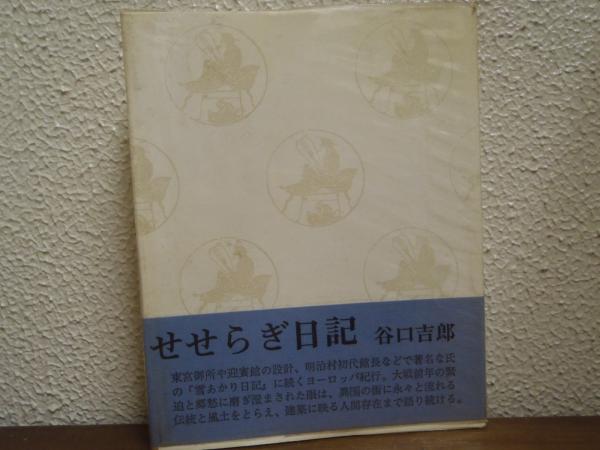 せせらぎ日記 谷口吉郎
東宮御所や迎賓館の設計、明治村初代館長などで著名な氏
の『雪あかり日記』に続くヨーロッパ紀行。大戦前年の緊
迫と郷愁に磨ぎ澄まされた眼は、異国の街に永々と流れる
伝統と風土をとらえ、建築に映る人間存在まで語り続ける。